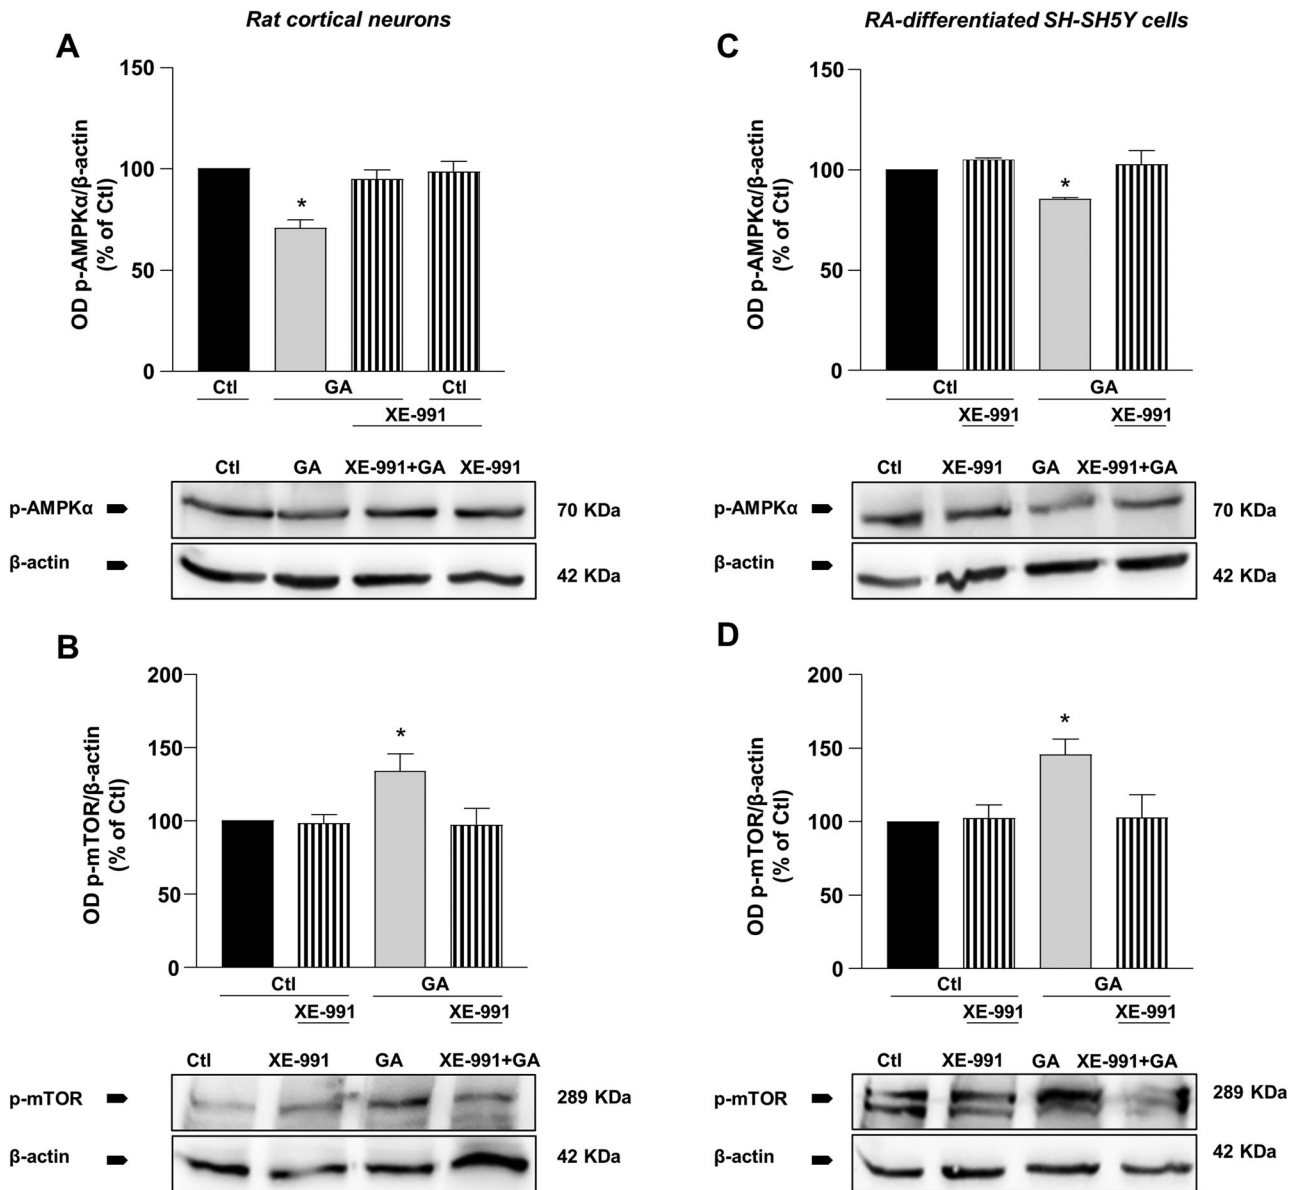 Rat cortical neurons
A
150
100
50
0
OD p-AMPKα/β-actin
(% of Ctl)
*
Ctl GA Ctl
XE-991
Ctl GA XE-991+GA XE-991
p-AMPKα 70 KDa
β-actin 42 KDa
B
200
150
100
50
0
OD p-mTOR/β-actin
(% of Ctl)
*
Ctl GA
XE-991 XE-991
Ctl XE-991 GA XE-991+GA
p-mTOR 289 KDa
β-actin 42 KDa
RA-differentiated SH-SH5Y cells
C
150
100
50
0
OD p-AMPKα/β-actin
(% of Ctl)
*
Ctl GA
XE-991 XE-991
Ctl XE-991 GA XE-991+GA
p-AMPKα 70 KDa
β-actin 42 KDa
D
200
150
100
50
0
OD p-mTOR/β-actin
(% of Ctl)
*
Ctl GA
XE-991 XE-991
Ctl XE-991 GA XE-991+GA
p-mTOR 289 KDa
β-actin 42 KDa